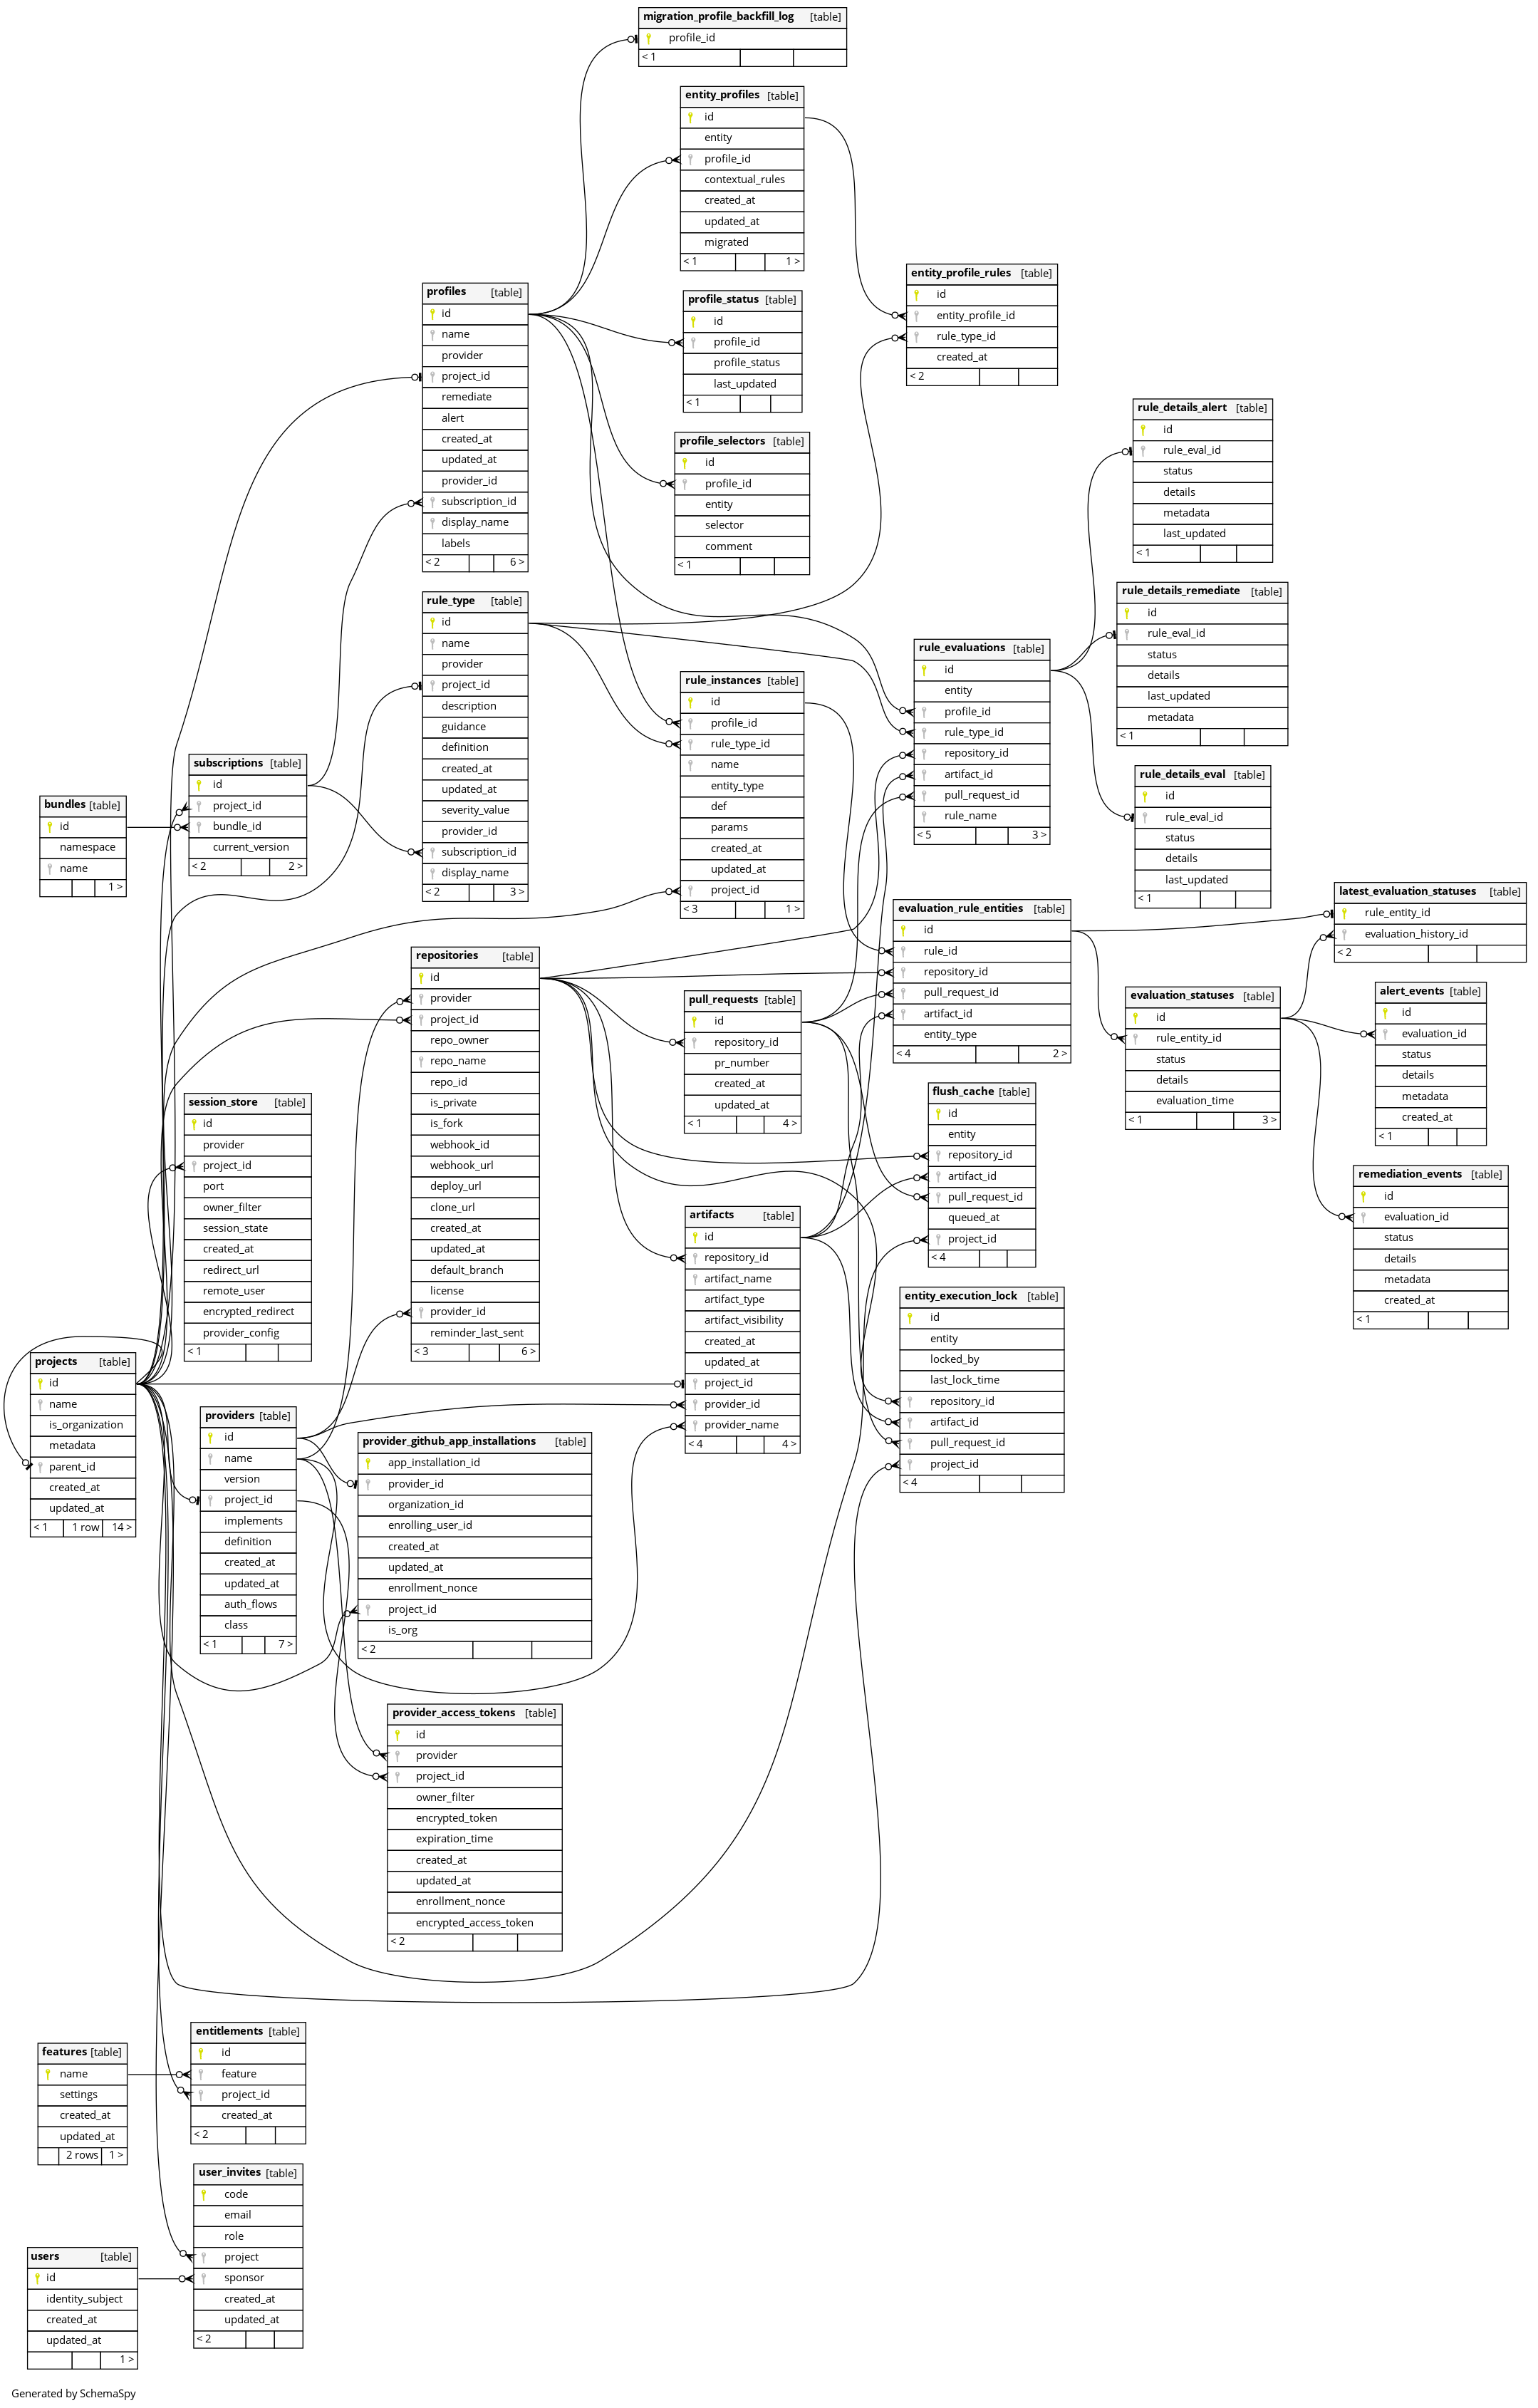 migration_profile_backfill_log [table]
profile_id
< 1
entity_profiles [table]
id
entity
profile_id
contextual_rules
created_at
updated_at
migrated
< 1 1 >
entity_profile_rules [table]
id
entity_profile_id
rule_type_id
created_at
< 2
profiles [table]
id
name
provider
project_id
remediate
alert
created_at
updated_at
provider_id
subscription_id
display_name
labels
< 2 6 >
profile_status [table]
id
profile_id
profile_status
last_updated
< 1
profile_selectors [table]
id
profile_id
entity
selector
comment
< 1
rule_details_alert [table]
id
rule_eval_id
status
details
metadata
last_updated
< 1
rule_details_remediate [table]
id
rule_eval_id
status
details
last_updated
metadata
< 1
rule_type [table]
id
name
provider
project_id
description
guidance
definition
created_at
updated_at
severity_value
provider_id
subscription_id
display_name
< 2 3 >
rule_evaluations [table]
id
entity
profile_id
rule_type_id
repository_id
artifact_id
pull_request_id
rule_name
< 5 3 >
rule_instances [table]
id
profile_id
rule_type_id
name
entity_type
def
params
created_at
updated_at
project_id
< 3 1 >
rule_details_eval [table]
id
rule_eval_id
status
details
last_updated
< 1
subscriptions [table]
id
project_id
bundle_id
current_version
< 2 2 >
bundles [table]
id
namespace
name
1 >
latest_evaluation_statuses [table]
rule_entity_id
evaluation_history_id
< 2
evaluation_rule_entities [table]
id
rule_id
repository_id
pull_request_id
artifact_id
entity_type
< 4 2 >
repositories [table]
id
provider
project_id
repo_owner
repo_name
repo_id
is_private
is_fork
webhook_id
webhook_url
deploy_url
clone_url
created_at
updated_at
default_branch
license
provider_id
reminder_last_sent
< 3 6 >
pull_requests [table]
id
repository_id
pr_number
created_at
updated_at
< 1 4 >
evaluation_statuses [table]
id
rule_entity_id
status
details
evaluation_time
< 1 3 >
alert_events [table]
id
evaluation_id
status
details
metadata
created_at
< 1
flush_cache [table]
id
entity
repository_id
artifact_id
pull_request_id
queued_at
project_id
< 4
session_store [table]
id
provider
project_id
port
owner_filter
session_state
created_at
redirect_url
remote_user
encrypted_redirect
provider_config
< 1
remediation_events [table]
id
evaluation_id
status
details
metadata
created_at
< 1
artifacts [table]
id
repository_id
artifact_name
artifact_type
artifact_visibility
created_at
updated_at
project_id
provider_id
provider_name
< 4 4 >
entity_execution_lock [table]
id
entity
locked_by
last_lock_time
repository_id
artifact_id
pull_request_id
project_id
< 4
projects [table]
id
name
is_organization
metadata
parent_id
created_at
updated_at
< 1 1 row 14 >
providers [table]
id
name
version
project_id
implements
definition
created_at
updated_at
auth_flows
class
< 1 7 >
provider_github_app_installations [table]
app_installation_id
provider_id
organization_id
enrolling_user_id
created_at
updated_at
enrollment_nonce
project_id
is_org
< 2
provider_access_tokens [table]
id
provider
project_id
owner_filter
encrypted_token
expiration_time
created_at
updated_at
enrollment_nonce
encrypted_access_token
< 2
entitlements [table]
id
feature
project_id
created_at
< 2
features [table]
name
settings
created_at
updated_at
2 rows 1 >
user_invites [table]
code
email
role
project
sponsor
created_at
updated_at
< 2
users [table]
id
identity_subject
created_at
updated_at
1 >
Generated by SchemaSpy